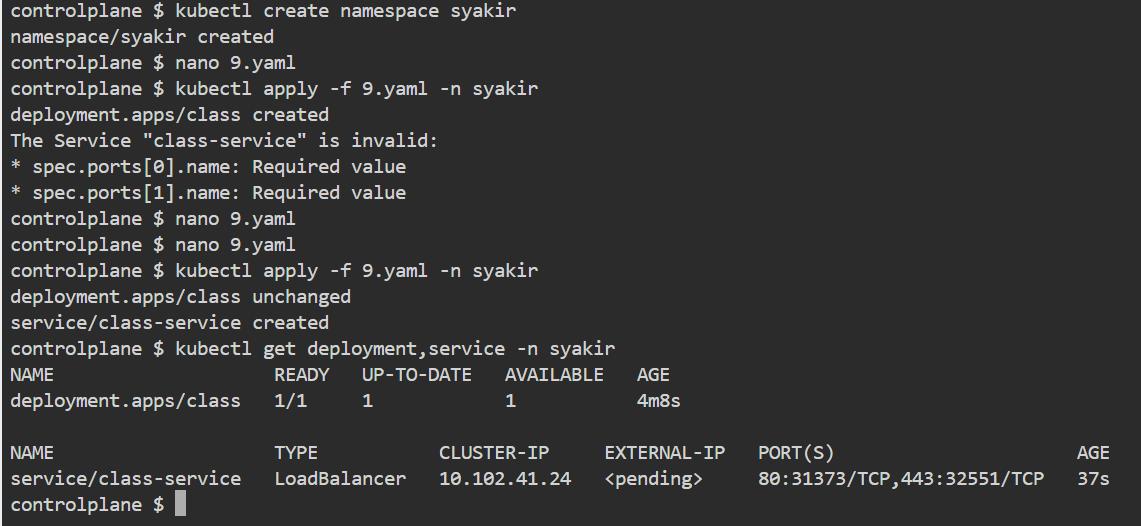 controlplane $ kubectl create namespace syakir
namespace/syakir created
controlplane $ nano 9.yaml
controlplane $ kubectl apply -f 9.yaml -n syakir
deployment.apps/class created
The Service "class-service" is invalid:
* spec.ports[0].name: Required value
* spec.ports[1].name: Required value
controlplane $ nano 9.yaml
controlplane $ nano 9.yaml
controlplane $ kubectl apply -f 9.yaml -n syakir
deployment.apps/class unchanged
service/class-service created
controlplane $ kubectl get deployment,service -n syakir
NAME                    READY   UP-TO-DATE   AVAILABLE   AGE
deployment.apps/class   1/1     1            1           4m8s

NAME                    TYPE           CLUSTER-IP     EXTERNAL-IP   PORT(S)                      AGE
service/class-service   LoadBalancer   10.102.41.24   <pending>     80:31373/TCP,443:32551/TCP   37s
controlplane $